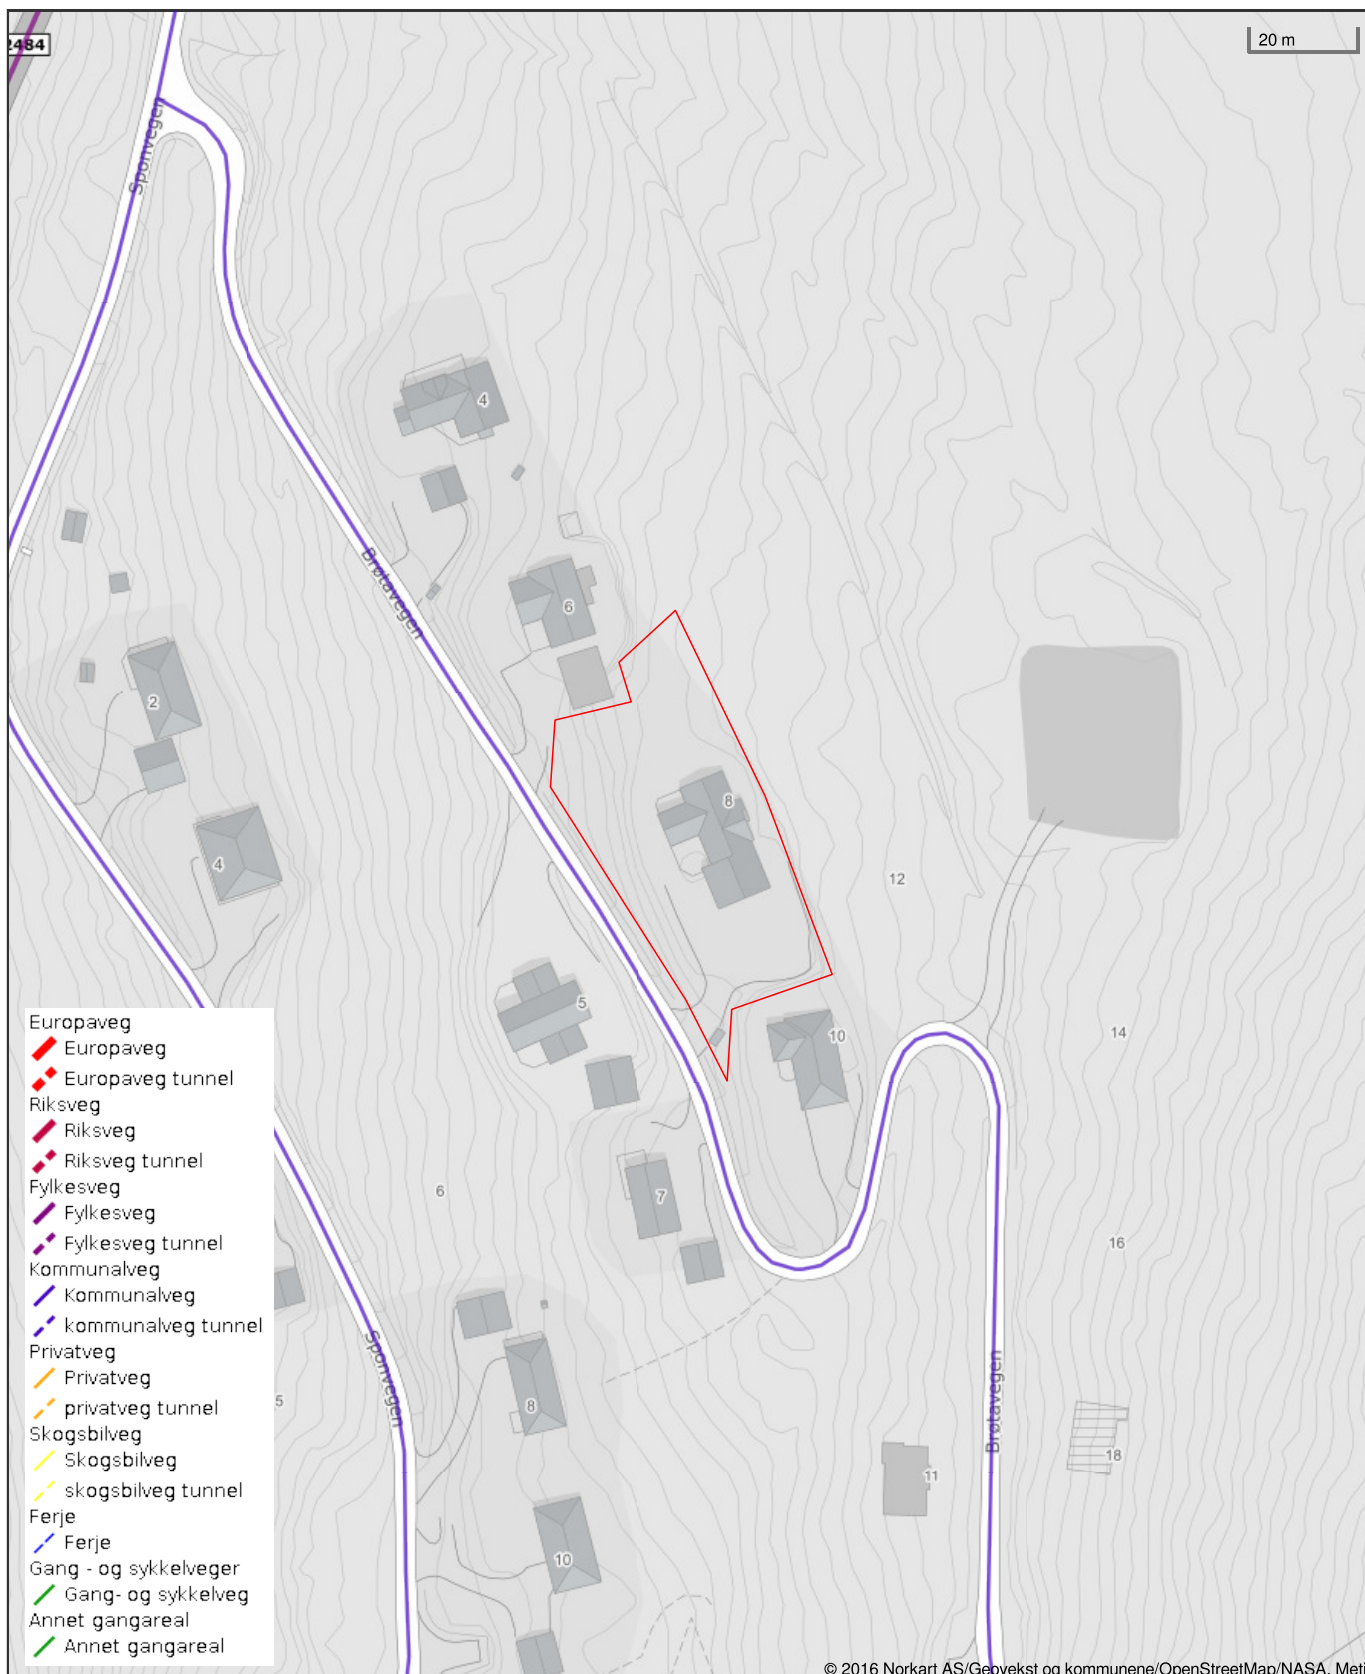 2484
20 m
Sponvegen
4
Brøtavegen
6
2
8
4
12
5
10
14
6
7
16
Sponvegen
5
8
Brøtavegen
18
11
10
Europaveg
Europaveg
Europaveg tunnel
Riksveg
Riksveg
Riksveg tunnel
Fylkesveg
Fylkesveg
Fylkesveg tunnel
Kommunalveg
Kommunalveg
kommunalveg tunnel
Privatveg
Privatveg
privatveg tunnel
Skogsbilveg
Skogsbilveg
skogsbilveg tunnel
Ferje
Ferje
Gang - og sykkelveger
Gang- og sykkelveg
Annet gangareal
Annet gangareal
© 2016 Norkart AS/Geovekst og kommunene/OpenStreetMap/NASA, Meti